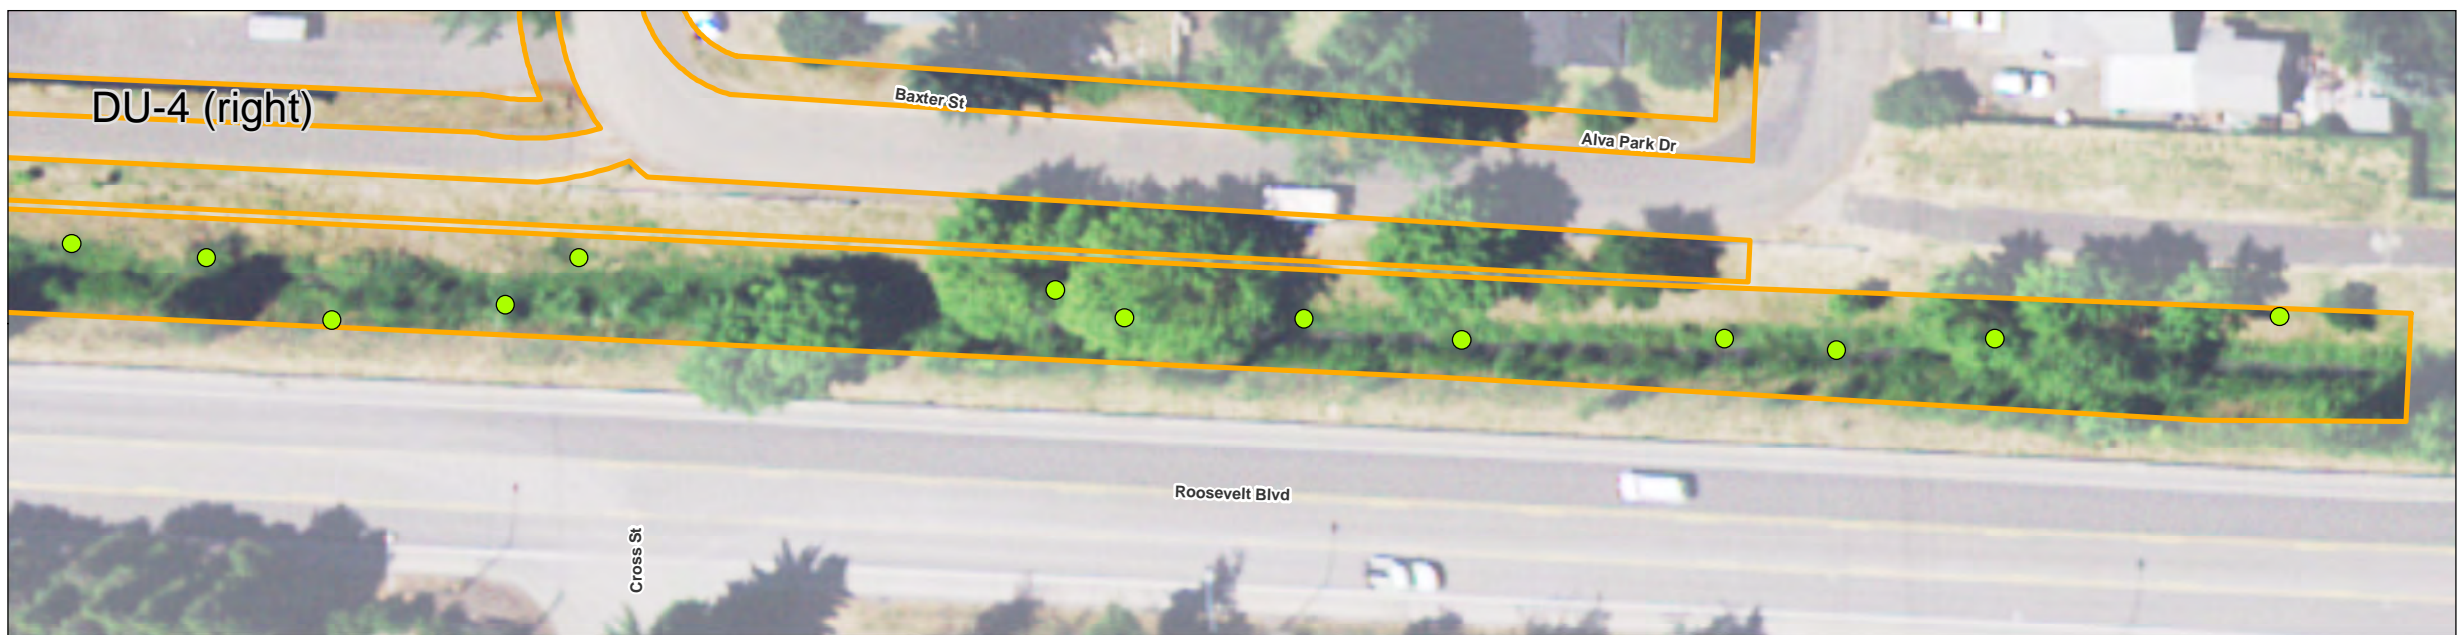 DU-4 (right)
Baxter St
Alva Park Dr
Roosevelt Blvd
Cross St